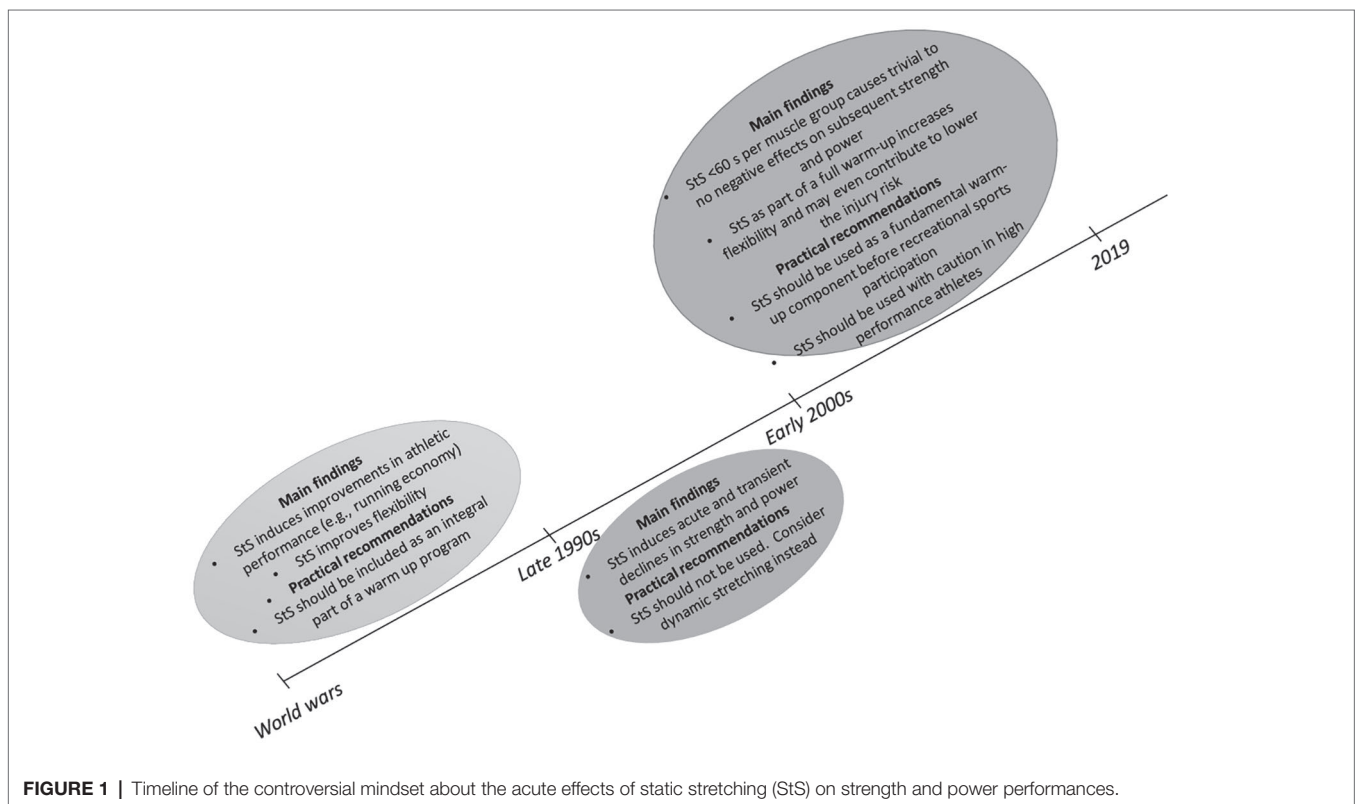 Main findings
• StS induces improvements in athletic
performance (e.g., running economy)
• StS improves flexibility
• Practical recommendations
• StS should be included as an integral
part of a warm up program
World wars
Late 1990s
Main findings
• StS induces acute and transient
declines in strength and power
Practical recommendations
• StS should not be used. Consider
dynamic stretching instead
Early 2000s
Main findings
• StS <60 s per muscle group causes trivial to
no negative effects on subsequent strength
and power
• StS as part of a full warm-up increases
flexibility and may even contribute to lower
the injury risk
Practical recommendations
• StS should be used as a fundamental warm-
up component before recreational sports
participation
• StS should be used with caution in high
performance athletes
2019
FIGURE 1 | Timeline of the controversial mindset about the acute effects of static stretching (StS) on strength and power performances.